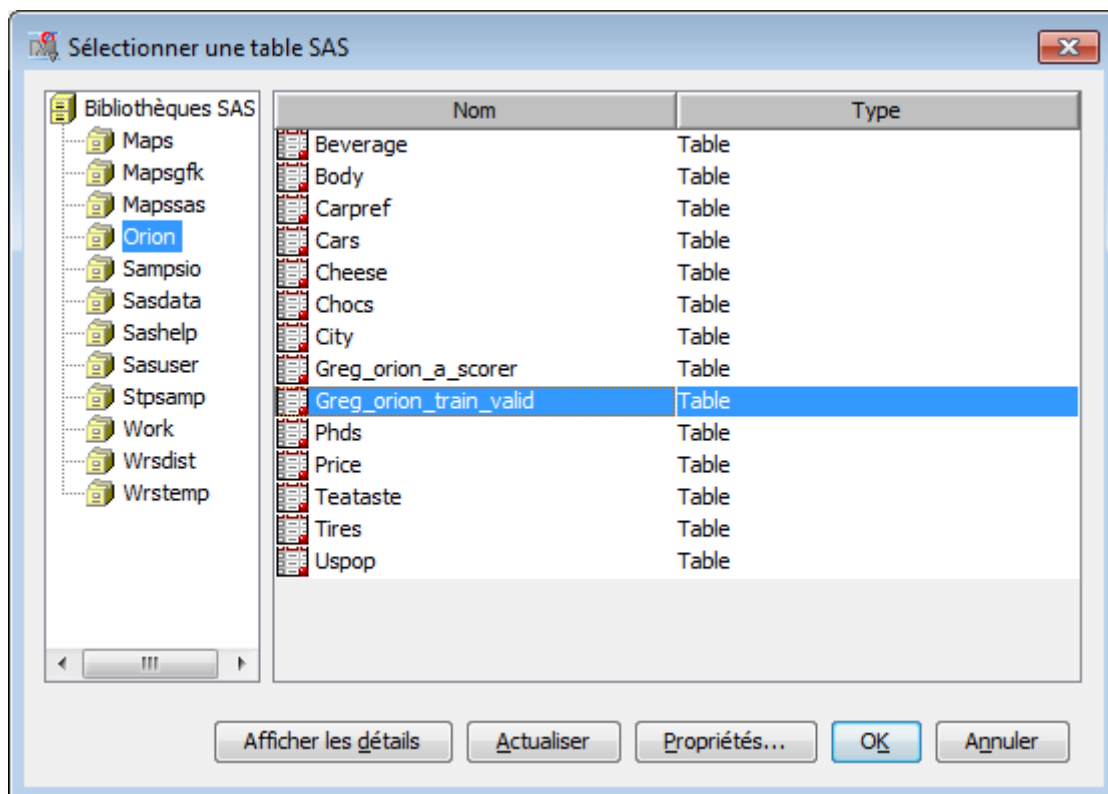 Sélectionner une table SAS
Bibliothèques SAS
Maps
Mapsgfk
Mapssas
Orion
Sampsio
Sasdata
Sashelp
Sasuser
Stpsamp
Work
Wrsdist
Wrstemp
Nom Type
Beverage Table
Body Table
Carpref Table
Cars Table
Cheese Table
Chocs Table
City Table
Greg_orion_a_scorer Table
Greg_orion_train_valid Table
Phds Table
Price Table
Teataste Table
Tires Table
Uspop Table
Afficher les détails Actualiser Propriétés... OK Annuler